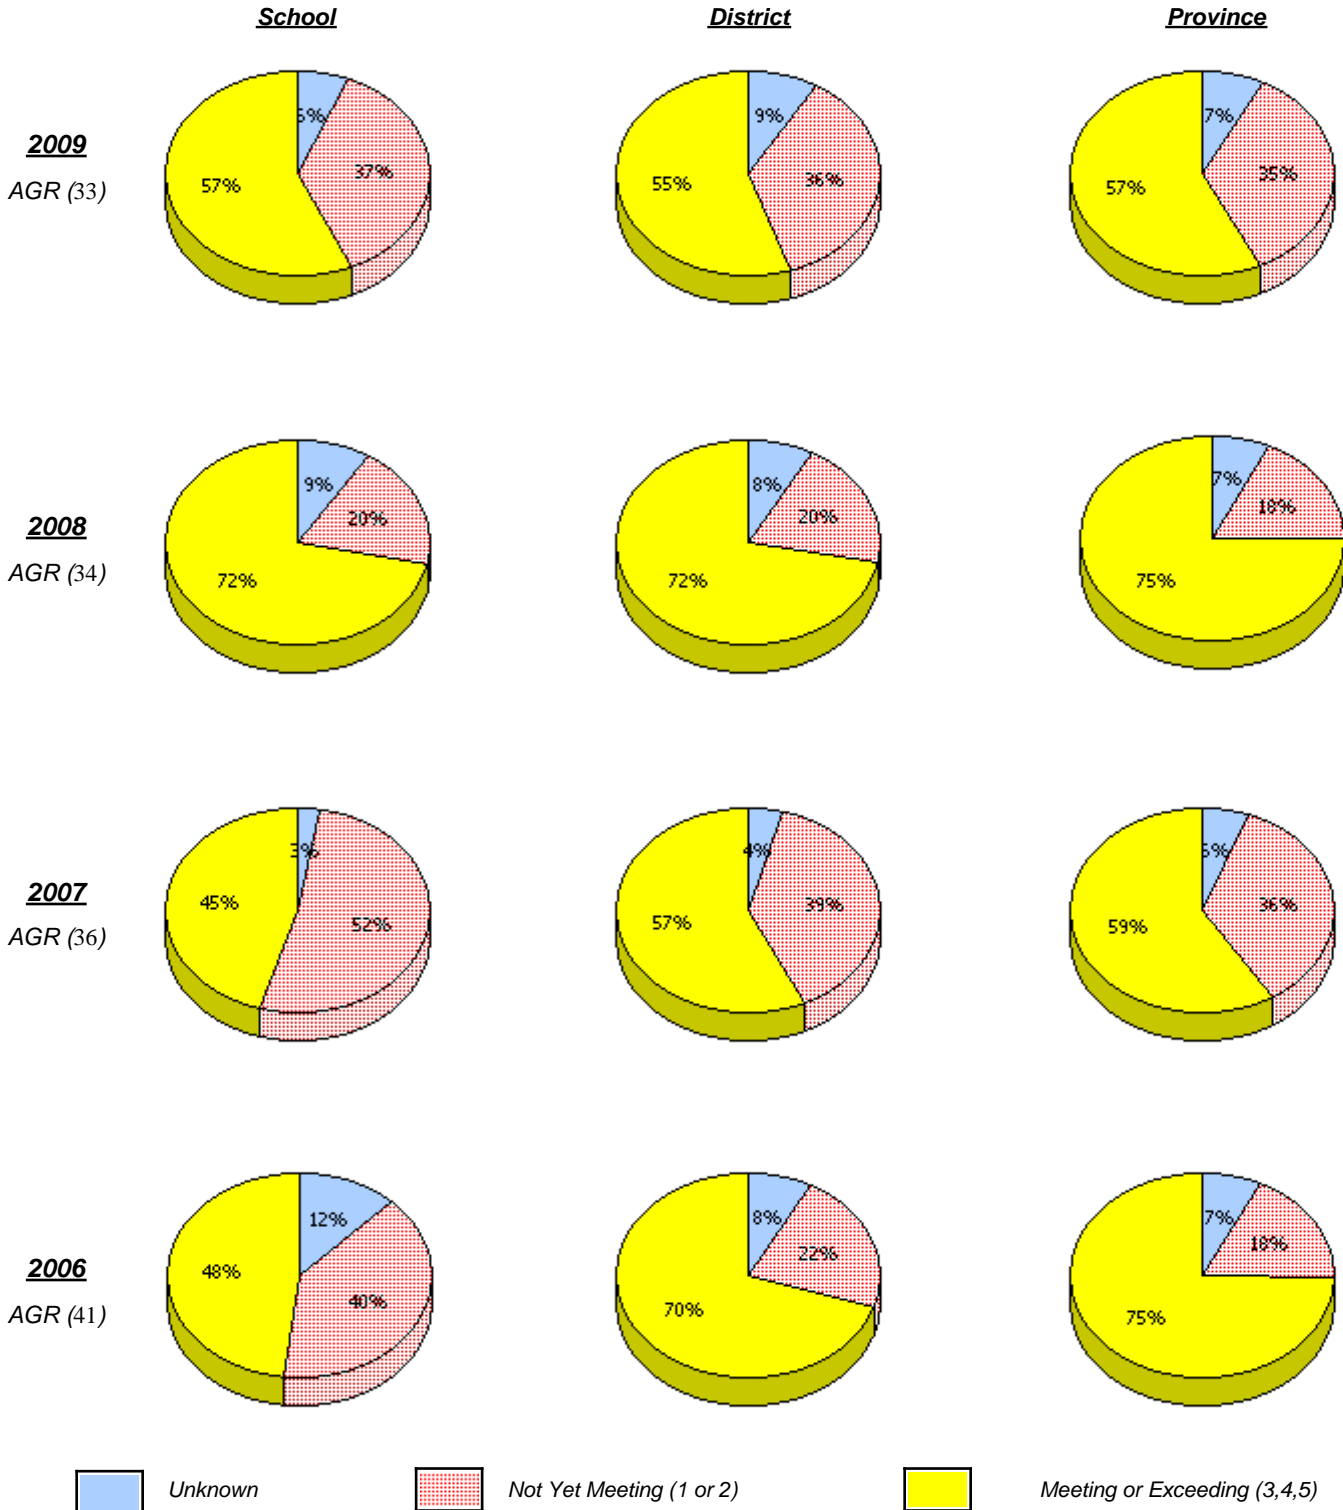 School District Province
2009
AGR (33)
6% 37% 57%
9% 36% 55%
7% 35% 57%
2008
AGR (34)
9% 20% 72%
8% 20% 72%
7% 18% 75%
2007
AGR (36)
3% 52% 45%
4% 39% 57%
5% 36% 59%
2006
AGR (41)
12% 40% 48%
8% 22% 70%
7% 18% 75%
Unknown Not Yet Meeting (1 or 2) Meeting or Exceeding (3,4,5)